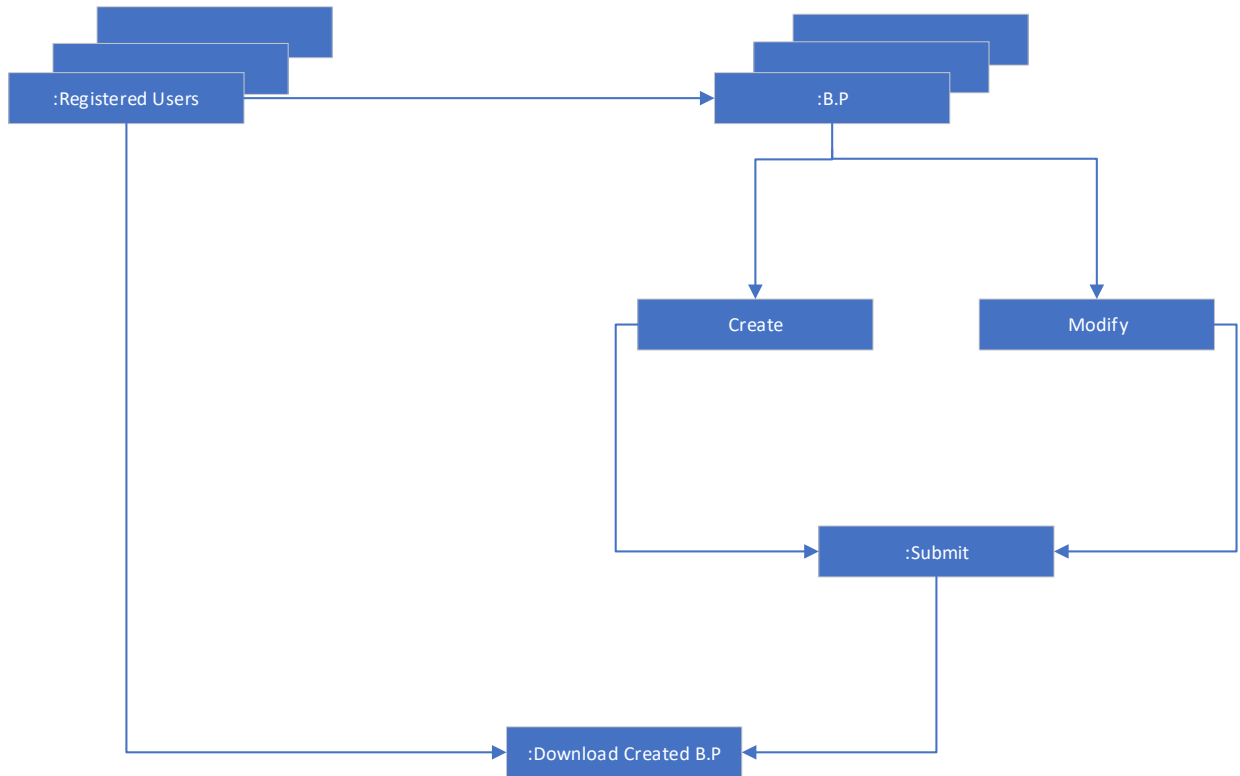 :Registered Users
:B.P
Create
Modify
:Submit
:Download Created B.P